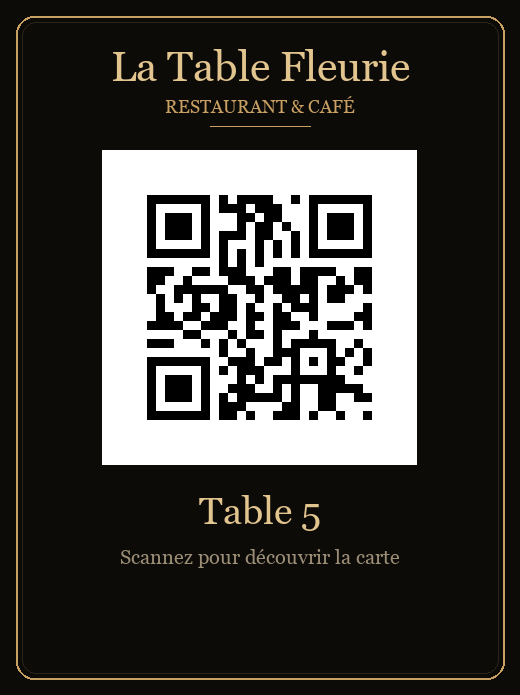 La Table Fleurie
RESTAURANT & CAFÉ
Table 5
Scannez pour découvrir la carte